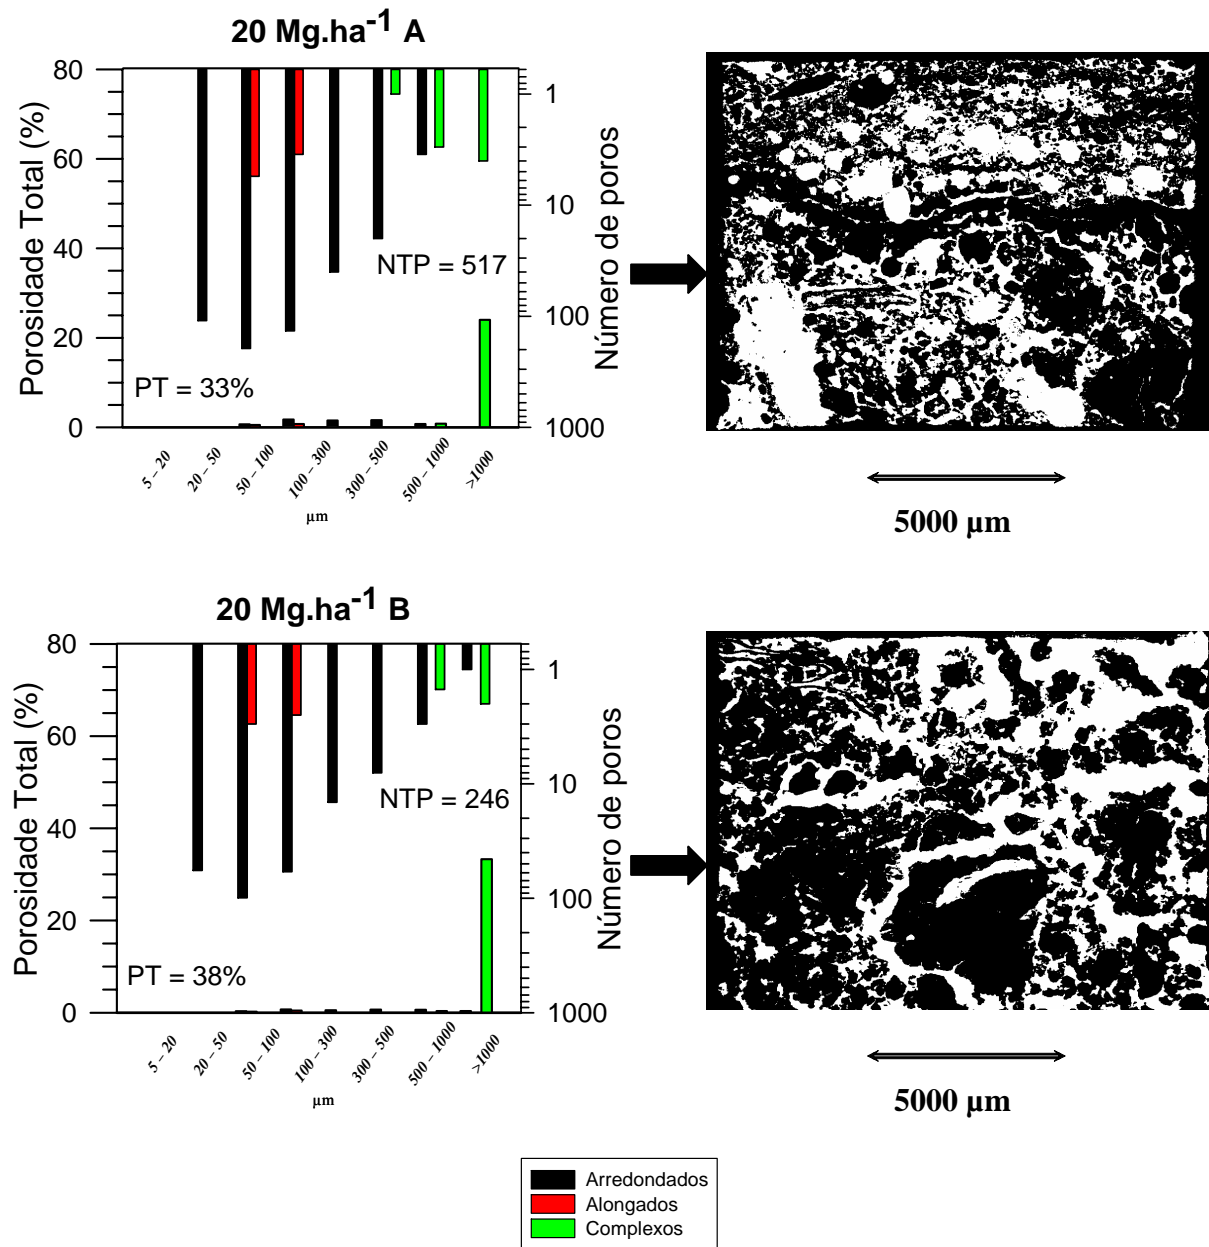 20 Mg.ha-1 A
Porosidade Total (%)
80
60
40
20
0
Número de poros
1
10
100
1000
NTP = 517
PT = 33%
5 – 20
20 – 50
50 – 100
100 – 300
300 – 500
500 – 1000
>1000
µm
5000 µm
20 Mg.ha-1 B
Porosidade Total (%)
80
60
40
20
0
Número de poros
1
10
100
1000
NTP = 246
PT = 38%
5 – 20
20 – 50
50 – 100
100 – 300
300 – 500
500 – 1000
>1000
µm
5000 µm
Arredondados
Alongados
Complexos